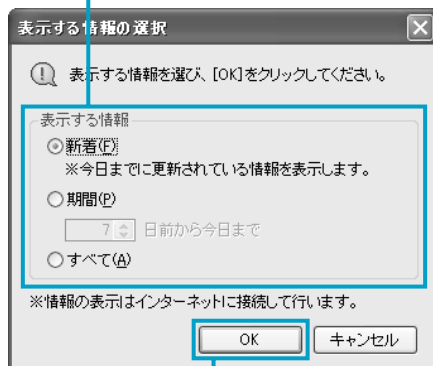 表示する情報の選択
表示する情報を選び、[OK]をクリックしてください。
表示する情報
新着(F)
※今日までに更新されている情報を表示します。
期間(P)
7 日前から今日まで
すべて(A)
※情報の表示はインターネットに接続して行います。
OK キャンセル